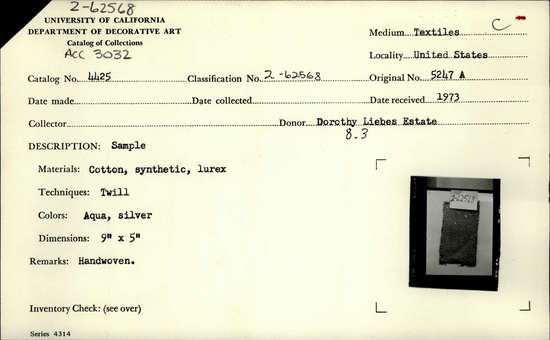 2-62568
UNIVERSITY OF CALIFORNIA
DEPARTMENT OF DECORATIVE ART
Catalog of Collections
ACC 3032
C
Medium Textiles
Locality United States
Catalog No. 4425 Classification No. 2-62568 Original No. 5247 A
Date made Date collected Date received 1973
Collector Donor Dorothy Liebes Estate
8.3
DESCRIPTION: Sample
Materials: Cotton, synthetic, lurex
Techniques: Twill
Colors: Aqua, silver
Dimensions: 9" x 5"
Remarks: Handwoven.
2-62568
Inventory Check: (see over)
Series 4314